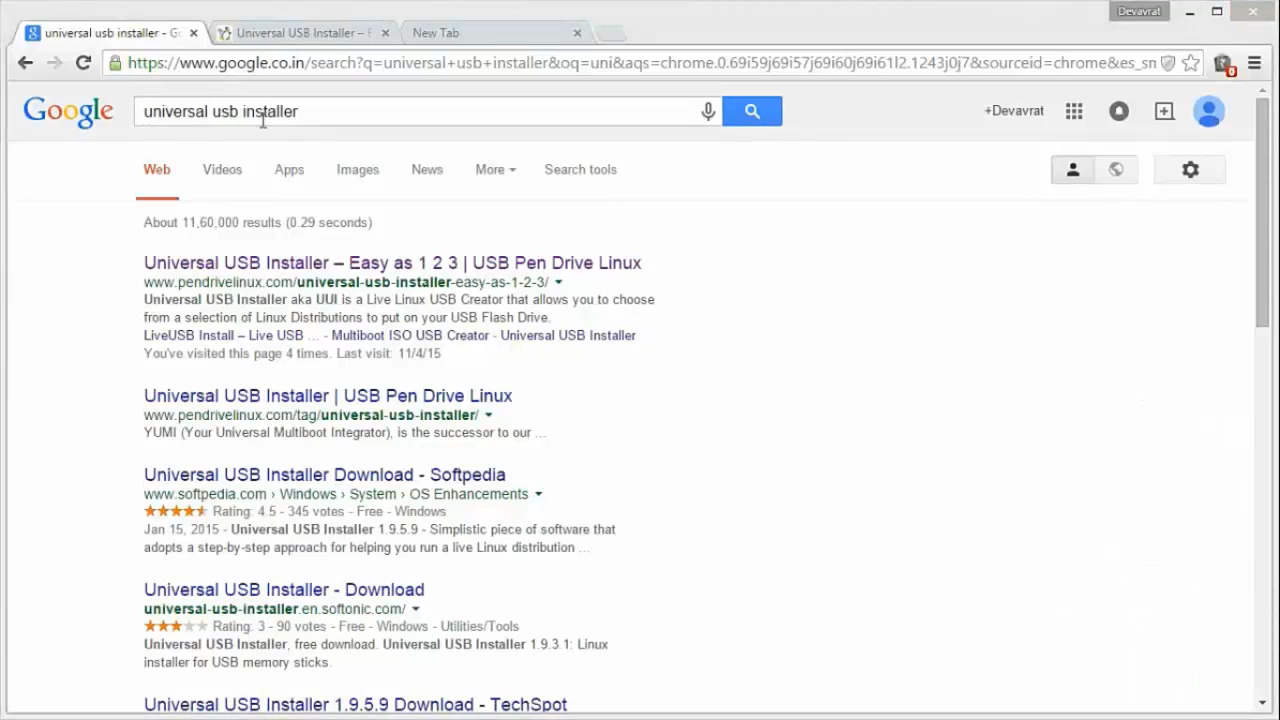 Devavrat
universal usb installer - G
Universal USB Installer –
New Tab
https://www.google.co.in/search?q=universal+usb+installer&oq=uni&aqs=chrome.0.69i59j69i57j69i60j69i61l2.1243j0j7&sourceid=chrome&es_sm
0
Google
universal usb installer
+Devavrat
Web Videos Apps Images News More Search tools
About 11,60,000 results (0.29 seconds)
Universal USB Installer – Easy as 1 2 3 | USB Pen Drive Linux
www.pendrivelinux.com/universal-usb-installer-easy-as-1-2-3/
Universal USB Installer aka UUI is a Live Linux USB Creator that allows you to choose
from a selection of Linux Distributions to put on your USB Flash Drive.
LiveUSB Install – Live USB ... - Multiboot ISO USB Creator - Universal USB Installer
You've visited this page 4 times. Last visit: 11/4/15
Universal USB Installer | USB Pen Drive Linux
www.pendrivelinux.com/tag/universal-usb-installer/
YUMI (Your Universal Multiboot Integrator), is the successor to our ...
Universal USB Installer Download - Softpedia
www.softpedia.com › Windows › System › OS Enhancements
Rating: 4.5 - 345 votes - Free - Windows
Jan 15, 2015 - Universal USB Installer 1.9.5.9 - Simplistic piece of software that
adopts a step-by-step approach for helping you run a live Linux distribution ...
Universal USB Installer - Download
universal-usb-installer.en.softonic.com/
Rating: 3 - 90 votes - Free - Windows - Utilities/Tools
Universal USB Installer, free download. Universal USB Installer 1.9.3.1: Linux
installer for USB memory sticks.
Universal USB Installer 1.9.5.9 Download - TechSpot